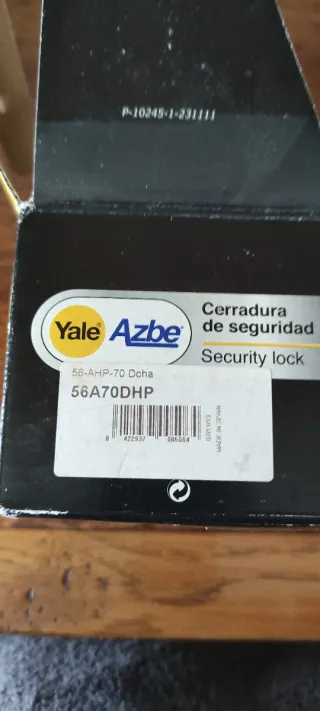 P-10245-1-231111
Yale Azbe
Cerradura
de seguridad
Security lock
56-AHP-70 Dcha
56A70DHP